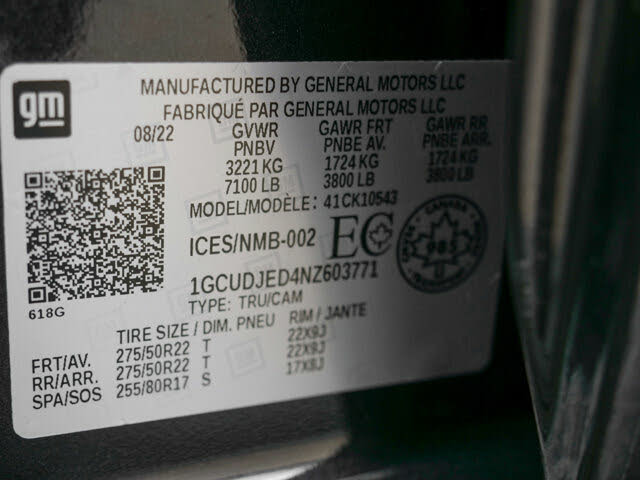 gm
MANUFACTURED BY GENERAL MOTORS LLC
FABRIQUÉ PAR GENERAL MOTORS LLC
08/22 GVWR GAWR FRT GAWR RR
PNBV PNBE AV. PNBE ARR.
3221 KG 1724 KG 1724 KG
7100 LB 3800 LB 3800 LB
MODEL/MODÈLE: 41CK10543
ICES/NMB-002 EC
CANADA
985
1GCUDJED4NZ603771
618G
TYPE: TRU/CAM
TIRE SIZE / DIM. PNEU RIM / JANTE
FRT/AV. 275/50R22 T 22X9J
RR/ARR. 275/50R22 T 22X9J
SPA/SOS 255/80R17 S 17X8J